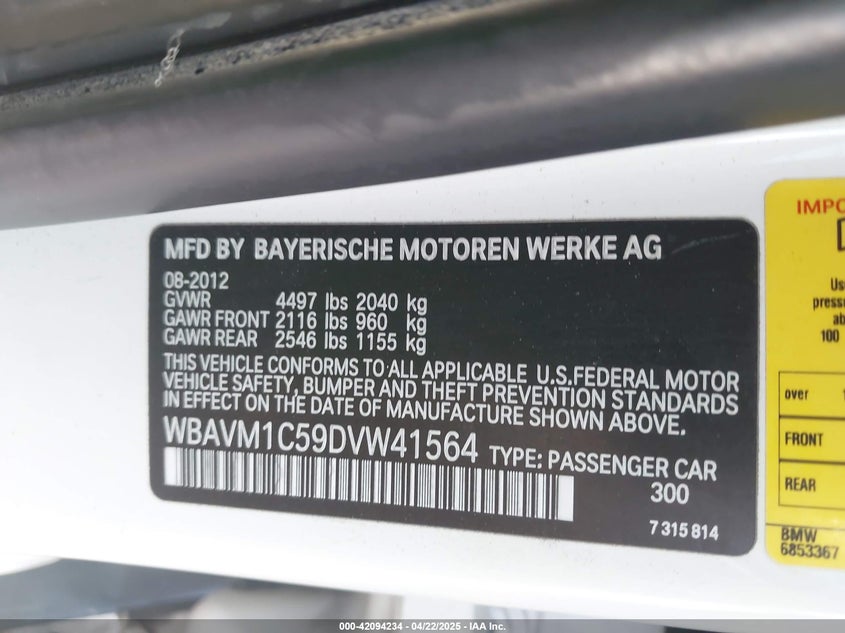 MFD BY BAYERISCHE MOTOREN WERKE AG
08-2012
GVWR 4497 lbs 2040 kg
GAWR FRONT 2116 lbs 960 kg
GAWR REAR 2546 lbs 1155 kg
THIS VEHICLE CONFORMS TO ALL APPLICABLE U.S.FEDERAL MOTOR
VEHICLE SAFETY, BUMPER AND THEFT PREVENTION STANDARDS
IN EFFECT ON THE DATE OF MANUFACTURE SHOWN ABOVE.
WBAVM1C59DVW41564 TYPE: PASSENGER CAR
300
7 315 814
over
100
FRONT
REAR
BMW
6853367
000-42094234 - 04/22/2025 - IAA, Inc.